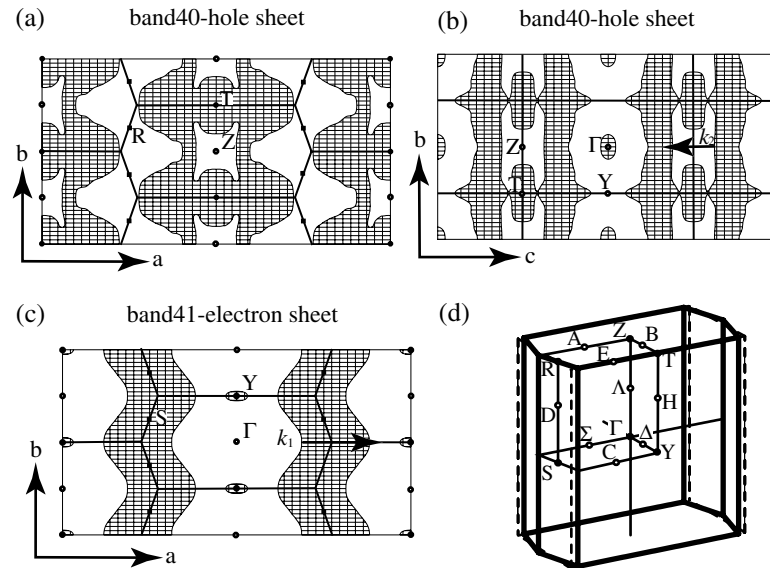 (a)
band40-hole sheet
T
R
Z
b
a
(b)
band40-hole sheet
k2
Z
Γ
b
T
Y
c
(c)
band41-electron sheet
Y
S
Γ
k1
b
a
(d)
Z
A
B
E
T
R
Λ
D
H
`Γ
Σ
Δ
C
Y
S